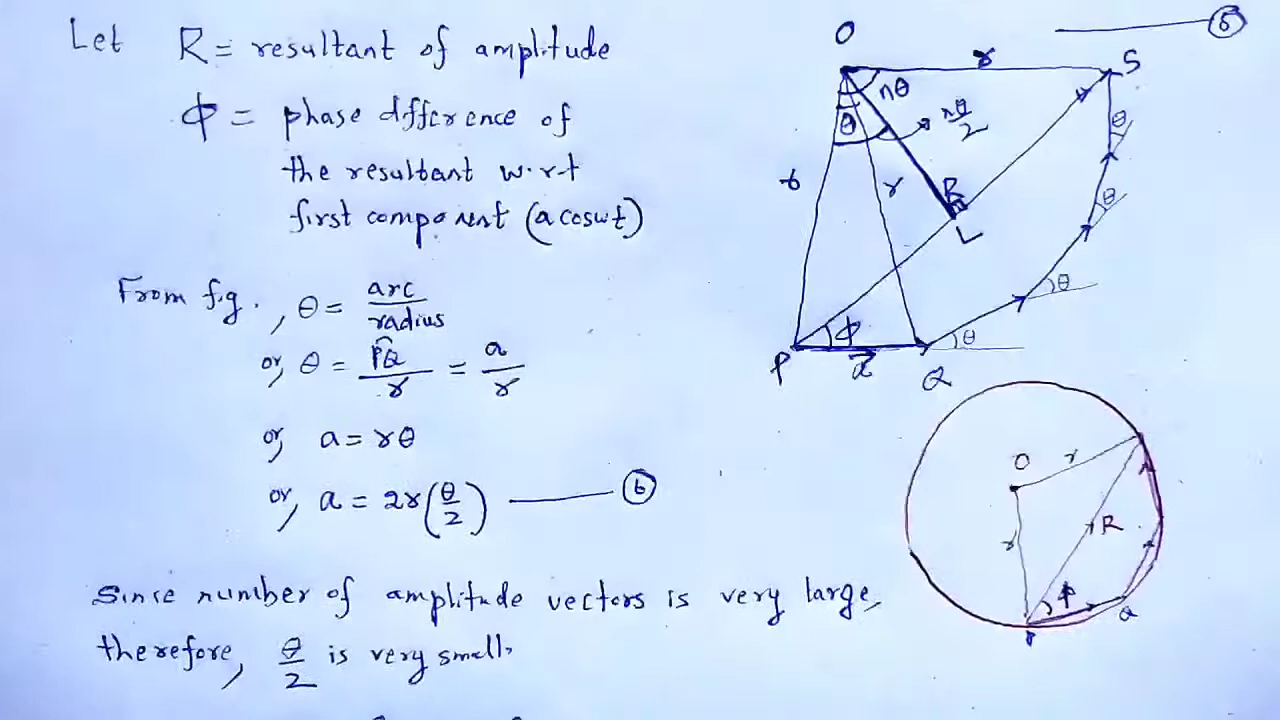 Let R = resultant of amplitude
ϕ = phase difference of
the resultant w.r.t
first component (a cosωt)
From fig., θ = arc/radius
or, θ = PQ/r = a/r
or, a = rθ
or, a = 2r(θ/2) —— ⑥
Since number of amplitude vectors is very large,
therefore, θ/2 is very small.
⑤
O
r
S
nθ
θ
nθ/2
θ
r
r
R
θ
L
θ
P
ϕ
a
Q
θ
O
r
r
R
ϕ
P
Q